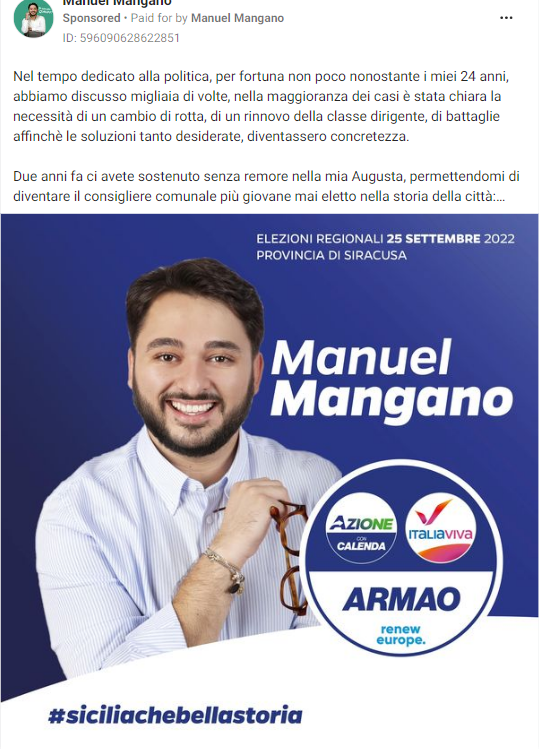 Manuel Mangano
Sponsored • Paid for by Manuel Mangano
ID: 596090628622851
Nel tempo dedicato alla politica, per fortuna non poco nonostante i miei 24 anni,
abbiamo discusso migliaia di volte, nella maggioranza dei casi è stata chiara la
necessità di un cambio di rotta, di un rinnovo della classe dirigente, di battaglie
affinchè le soluzioni tanto desiderate, diventassero concretezza.
Due anni fa ci avete sostenuto senza remore nella mia Augusta, permettendomi di
diventare il consigliere comunale più giovane mai eletto nella storia della città:...
ELEZIONI REGIONALI 25 SETTEMBRE 2022
PROVINCIA DI SIRACUSA
Manuel
Mangano
AZIONE
CON
CALENDA
ITALIAVIVA
ARMAO
renew
europe.
#siciliachebellastoria